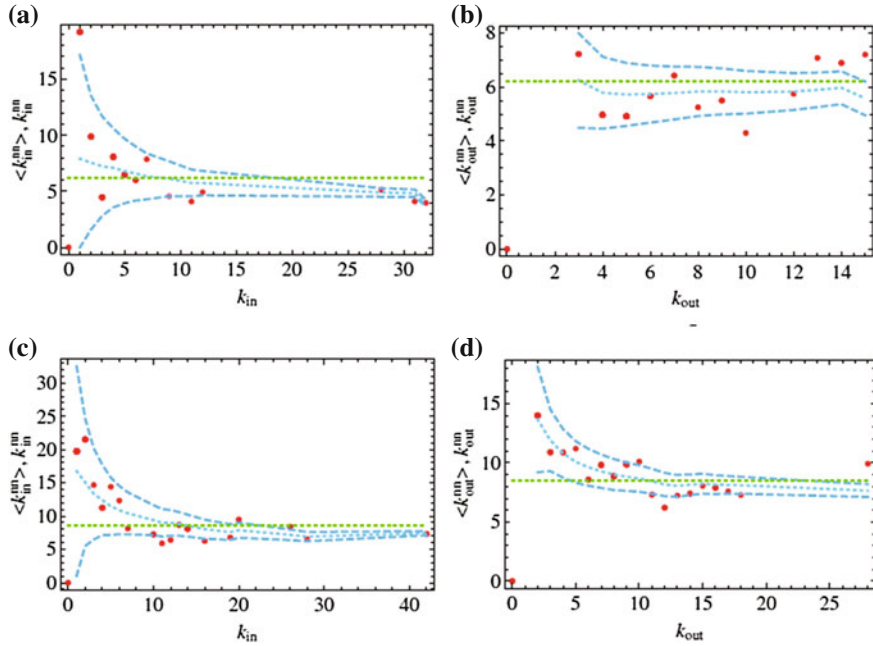 (a)
(b)
<k_in^nn>, k_in^nn
15
10
5
0
0 5 10 15 20 25 30
k_in
<k_out^nn>, k_out^nn
8
6
4
2
0
0 2 4 6 8 10 12 14
k_out
(c)
(d)
<k_in^nn>, k_in^nn
30
25
20
15
10
5
0
0 10 20 30 40
k_in
<k_out^nn>, k_out^nn
15
10
5
0
0 5 10 15 20 25
k_out